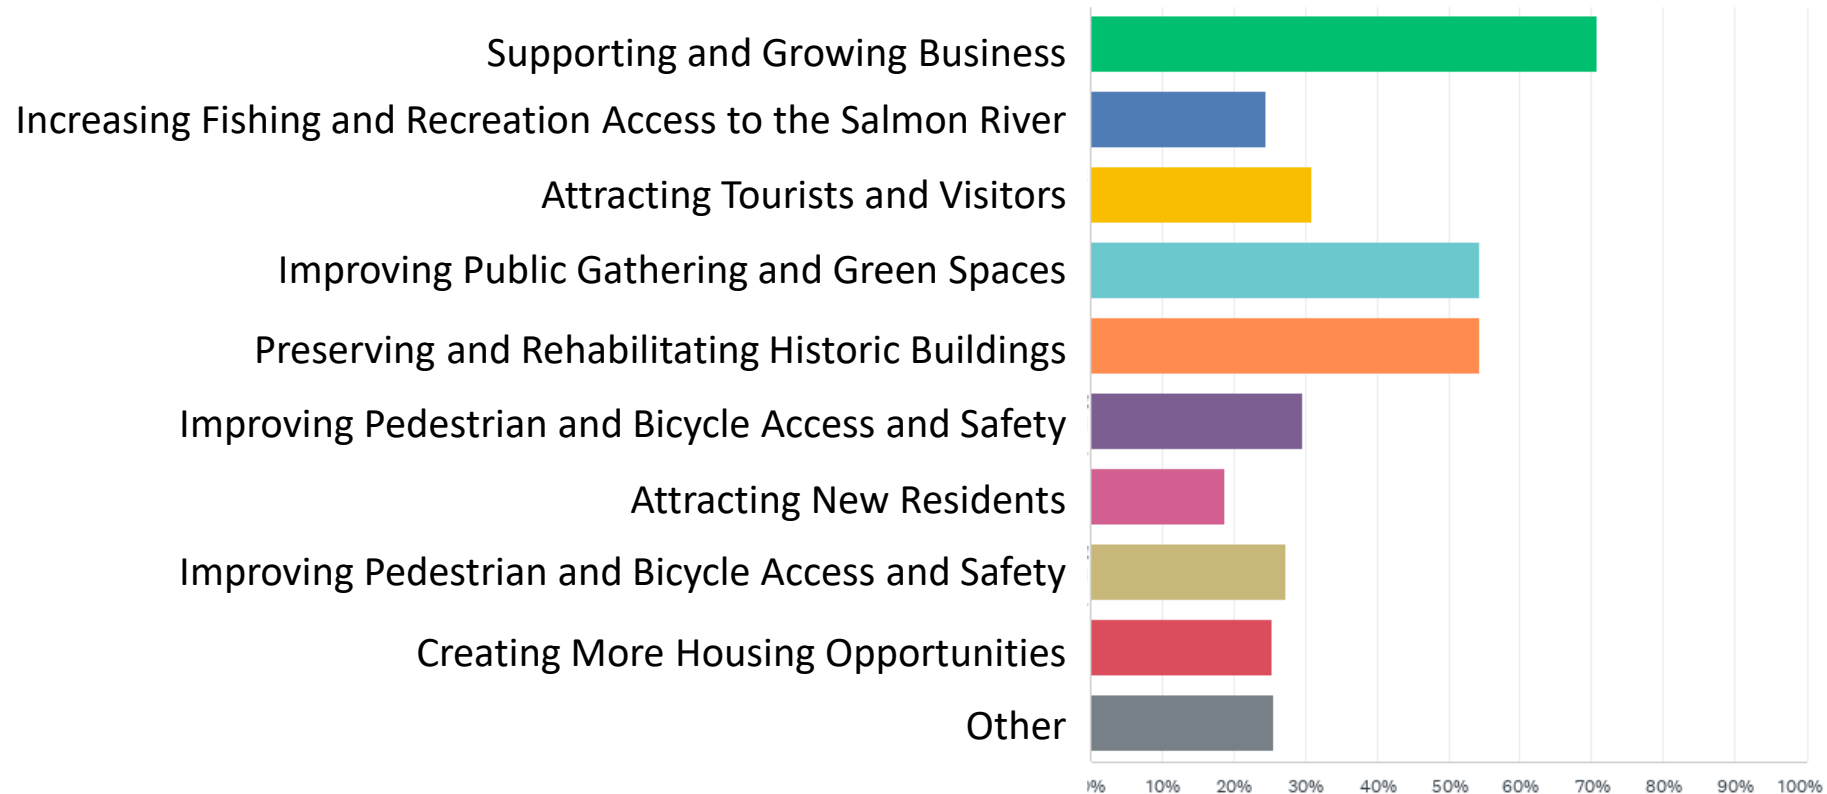 Supporting and Growing Business
Increasing Fishing and Recreation Access to the Salmon River
Attracting Tourists and Visitors
Improving Public Gathering and Green Spaces
Preserving and Rehabilitating Historic Buildings
Improving Pedestrian and Bicycle Access and Safety
Attracting New Residents
Improving Pedestrian and Bicycle Access and Safety
Creating More Housing Opportunities
Other
10% 20% 30% 40% 50% 60% 70% 80% 90% 100%